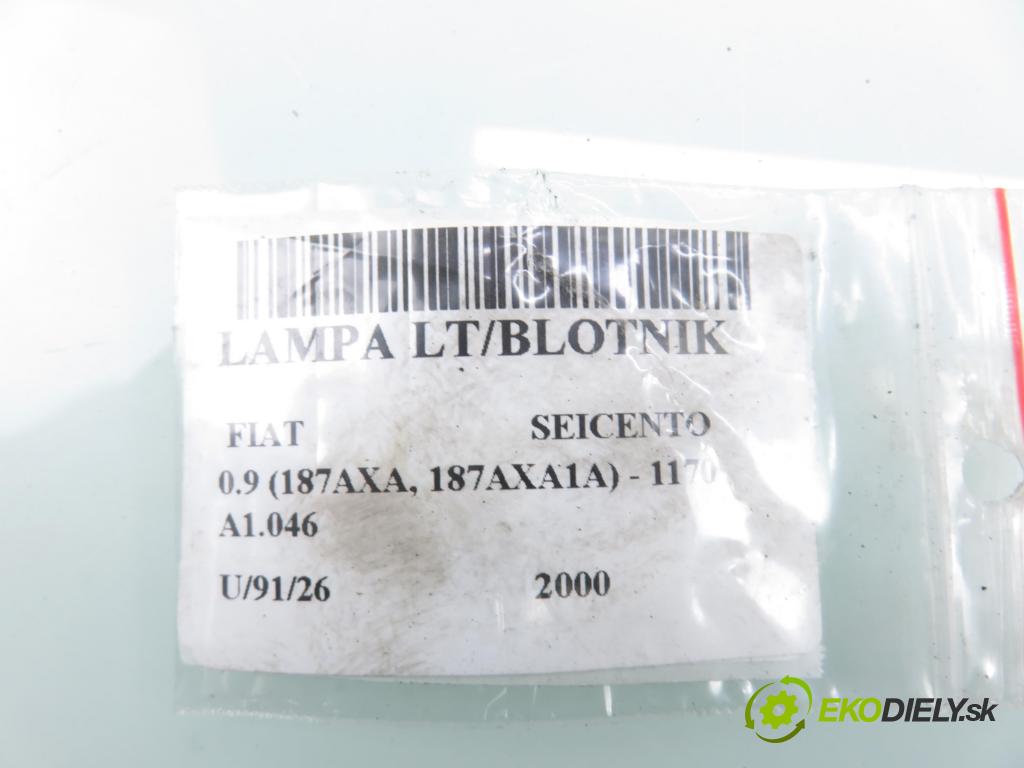 LAMPA LT/BLOTNIK
FIAT SEICENTO
0.9 (187AXA, 187AXA1A) - 1170
A1.046
U/91/26 2000
EKODIELY.sk